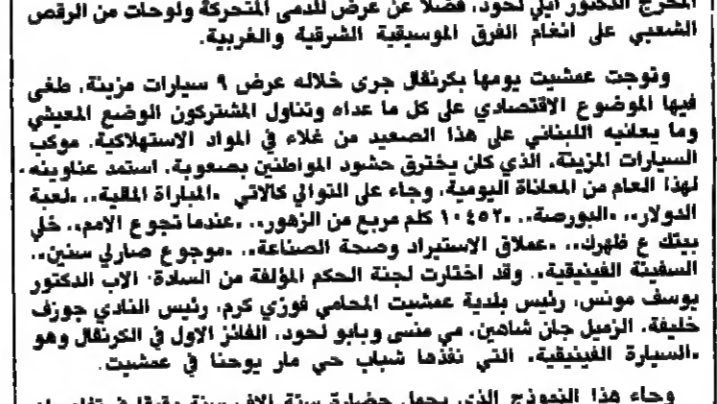 المخرج الدكتور ايلي لحود، فضلاً عن عرض للدمى المتحركة ولوحات من الرقص
الشعبي على انغام الفرق الموسيقية الشرقية والغربية.
وتوجت عمشيت يومها بكرنفال جرى خلاله عرض ٩ سيارات مزينة، طغى
فيها الموضوع الاقتصادي على كل ما عداه وتناول المشتركون الوضع المعيشي
وما يعانيه اللبناني على هذا الصعيد من غلاء في المواد الاستهلاكية. موكب
السيارات المزينة، الذي كان يخترق حشود المواطنين بصعوبة، استمد عناوينه
لهذا العام من المعاناة اليومية، وجاء على التوالي كالاتي «المباراة المقبة»، «لعبة
الدولار»، «البورصة»، «١٠٤٥٢ كلم مربع من الزهور»، «عندما تجوع الامم»، خلي
بيتك ع ظهرك»، «عملاق الاستيراد وصحة الصناعة»، «موجوع صارلي سنين»،
السفينة الفينيقية». وقد اختارت لجنة الحكم المؤلفة من السادة: الاب الدكتور
يوسف مونس، رئيس بلدية عمشيت المحامي فوزي كرم، رئيس النادي جوزف
خليفة، الزميل جان شاهين، مي منسى وبابو لحود، الفائز الاول في الكرنفال وهو
«السيارة الفينيقية» التي نفذها شباب حي مار يوحنا في عمشيت.
وجاء هذا النموذج الذي يحمل حضارة ستة الاف سنة دقيقا في